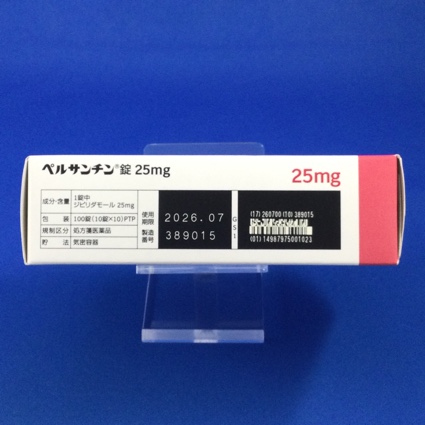 ペルサンチン®錠 25mg
25mg
成分・含量 1錠中
ジピリダモール 25mg
包装 100錠(10錠×10)PTP
規制区分 処方箋医薬品
貯法 気密容器
使用
期限 2026.07
製造
番号 389015
GS1
(17) 260700 (10) 389015
(01) 14987975001023